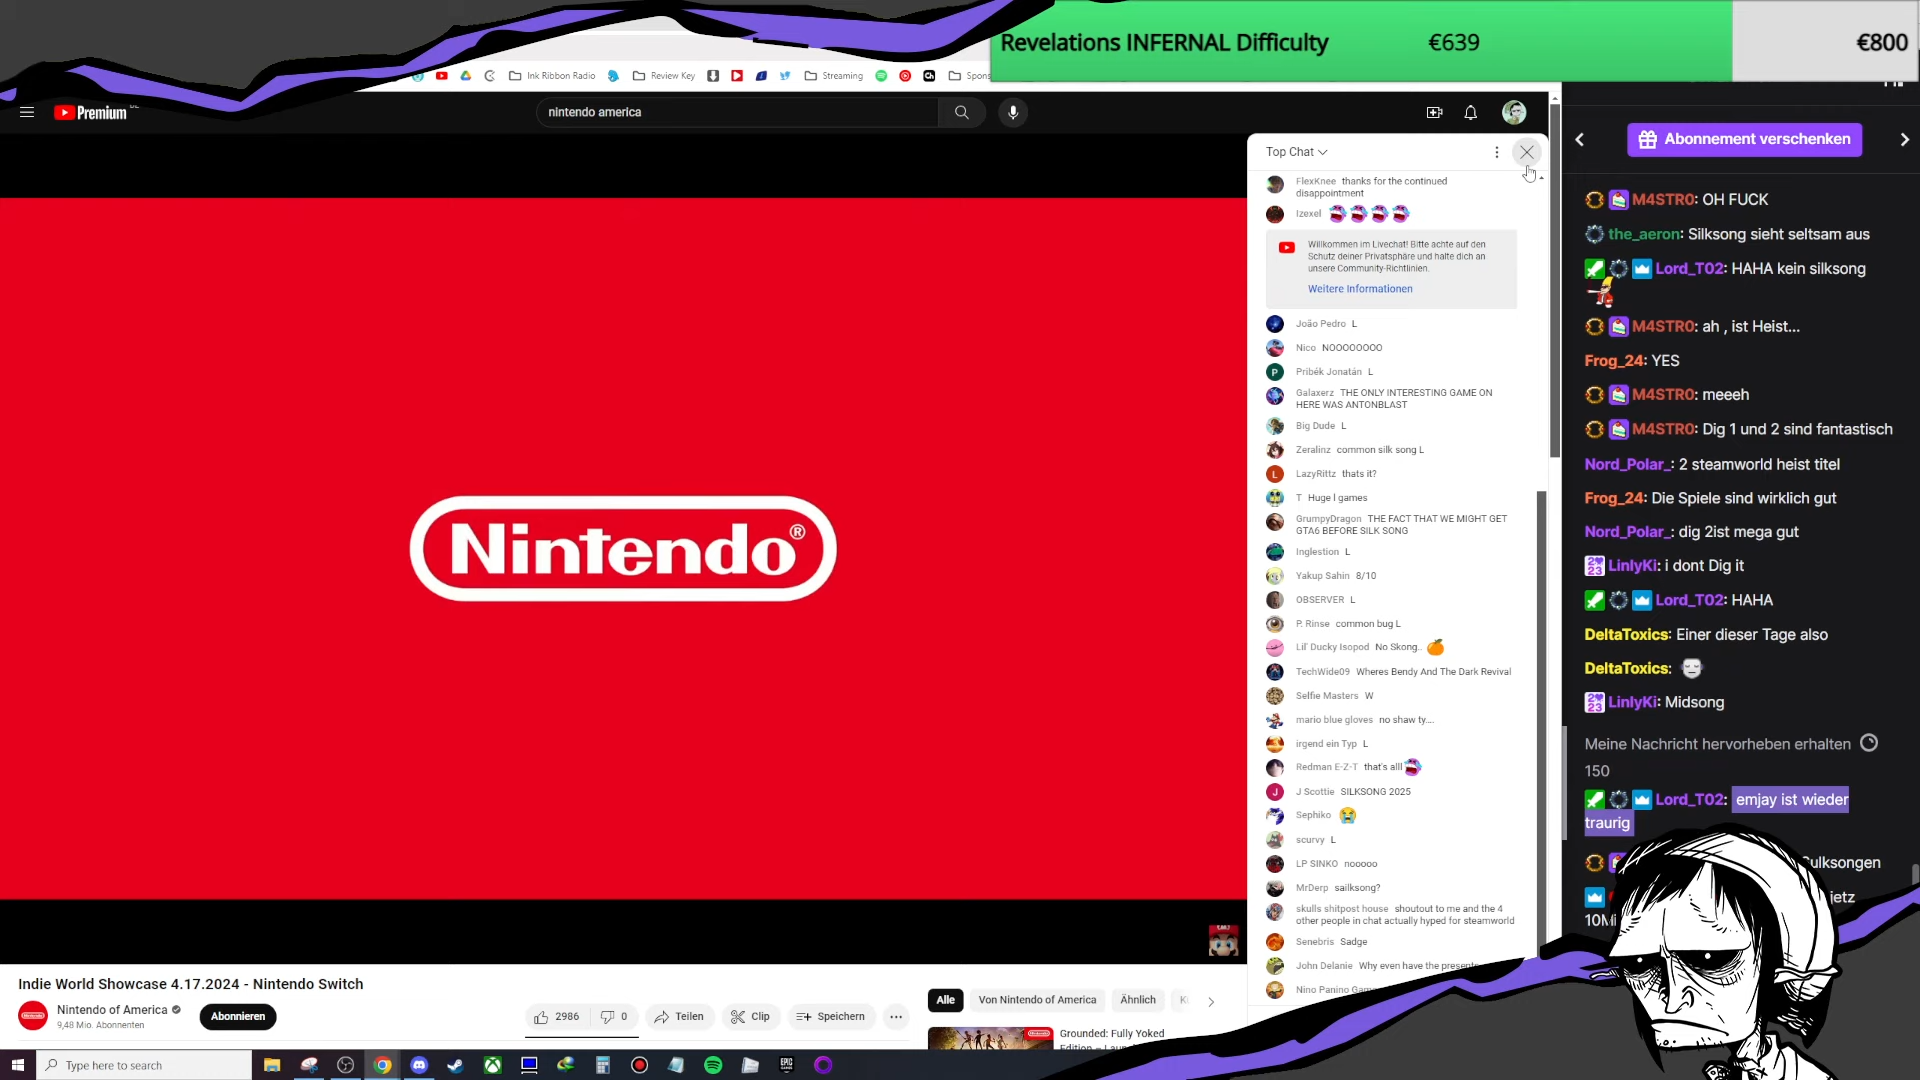 Revelations INFERNAL Difficulty
€639
€800
Ink Ribbon Radio
Review Key
Streaming
Spons
Premium
nintendo america
Nintendo®
Top Chat
FlexKnee thanks for the continued
disappointment
Izexel
Willkommen im Livechat! Bitte achte auf den
Schutz deiner Privatsphäre und halte dich an
unsere Community-Richtlinien.
Weitere Informationen
João Pedro L
Nico NOOOOOOOO
Pribék Jonatán L
Galaxerz THE ONLY INTERESTING GAME ON
HERE WAS ANTONBLAST
Big Dude L
Zeralinz common silk song L
LazyRittz thats it?
T Huge l games
GrumpyDragon THE FACT THAT WE MIGHT GET
GTA6 BEFORE SILK SONG
Inglestion L
Yakup Sahin 8/10
OBSERVER L
P. Rinse common bug L
Lil' Ducky Isopod No Skong..
TechWide09 Wheres Bendy And The Dark Revival
Selfie Masters W
mario blue gloves no shaw ty....
irgend ein Typ L
Redman E-Z-T that's alll
J Scottie SILKSONG 2025
Sephiko
scurvy L
LP SINKO nooooo
MrDerp sailksong?
skulls shitpost house shoutout to me and the 4
other people in chat actually hyped for steamworld
Senebris Sadge
John Delanie Why even have the presente
Nino Panino Gam
Abonnement verschenken
M4STR0: OH FUCK
the_aeron: Silksong sieht seltsam aus
Lord_T02: HAHA kein silksong
M4STR0: ah , ist Heist...
Frog_24: YES
M4STR0: meeeh
M4STR0: Dig 1 und 2 sind fantastisch
Nord_Polar_: 2 steamworld heist titel
Frog_24: Die Spiele sind wirklich gut
Nord_Polar_: dig 2ist mega gut
LinlyKi: i dont Dig it
Lord_T02: HAHA
DeltaToxics: Einer dieser Tage also
DeltaToxics:
LinlyKi: Midsong
Meine Nachricht hervorheben erhalten
150
Lord_T02: emjay ist wieder
traurig
ulksongen
jetz
10Mi
Indie World Showcase 4.17.2024 - Nintendo Switch
Nintendo of America
9,48 Mio. Abonnenten
Abonnieren
2986
0
Teilen
Clip
Speichern
Alle
Von Nintendo of America
Ähnlich
Grounded: Fully Yoked
Type here to search